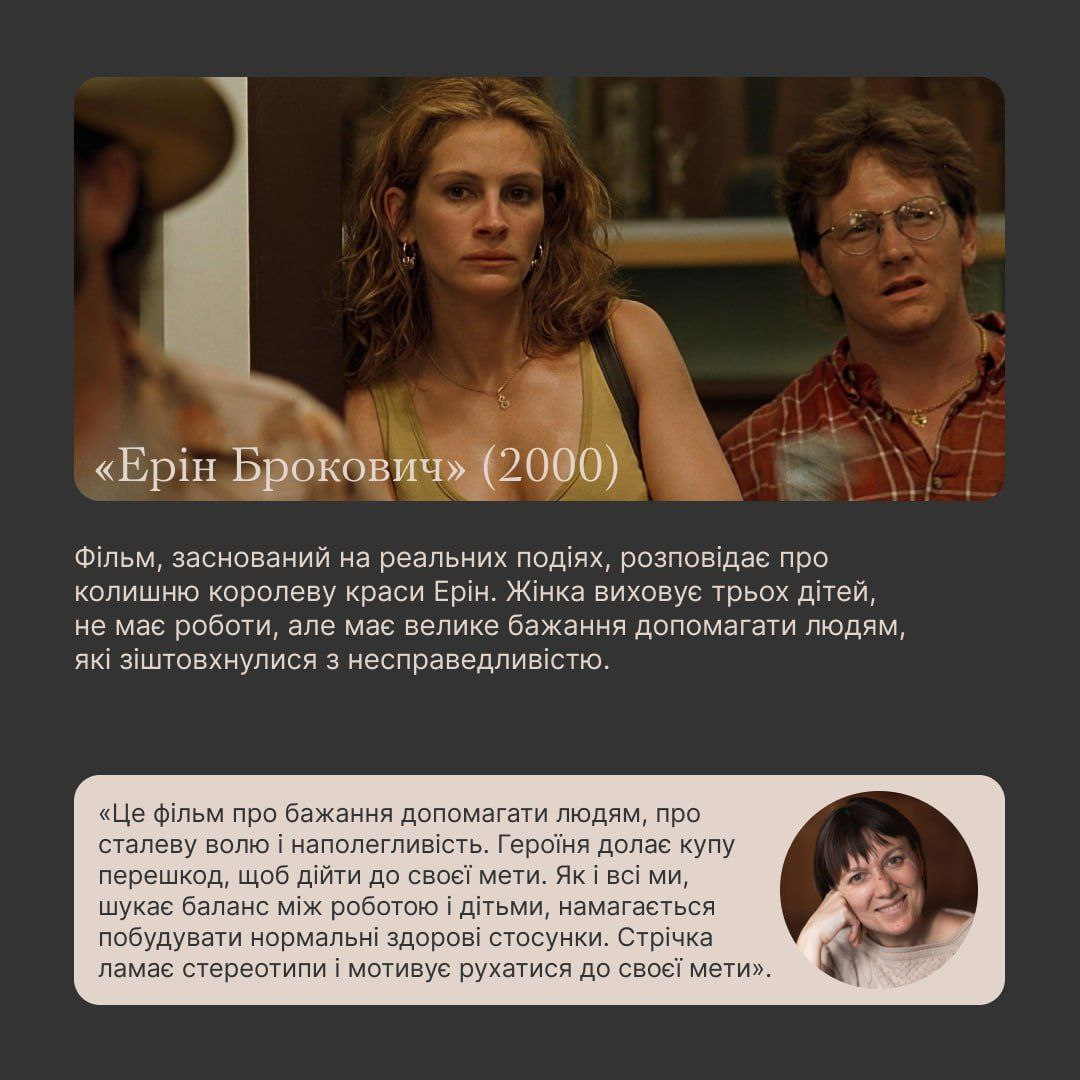 «Ерін Брокович» (2000)
Фільм, заснований на реальних подіях, розповідає про
колишню королеву краси Ерін. Жінка виховує трьох дітей,
не має роботи, але має велике бажання допомагати людям,
які зіштовхнулися з несправедливістю.
«Це фільм про бажання допомагати людям, про
сталеву волю і наполегливість. Героїня долає купу
перешкод, щоб дійти до своєї мети. Як і всі ми,
шукає баланс між роботою і дітьми, намагається
побудувати нормальні здорові стосунки. Стрічка
ламає стереотипи і мотивує рухатися до своєї мети».